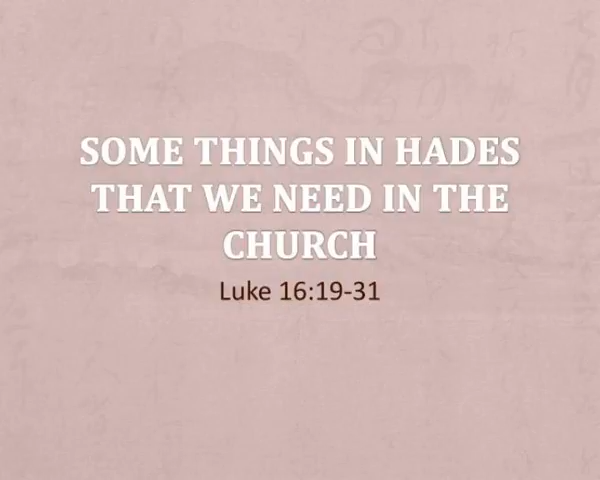 SOME THINGS IN HADES
THAT WE NEED IN THE
CHURCH
Luke 16:19-31